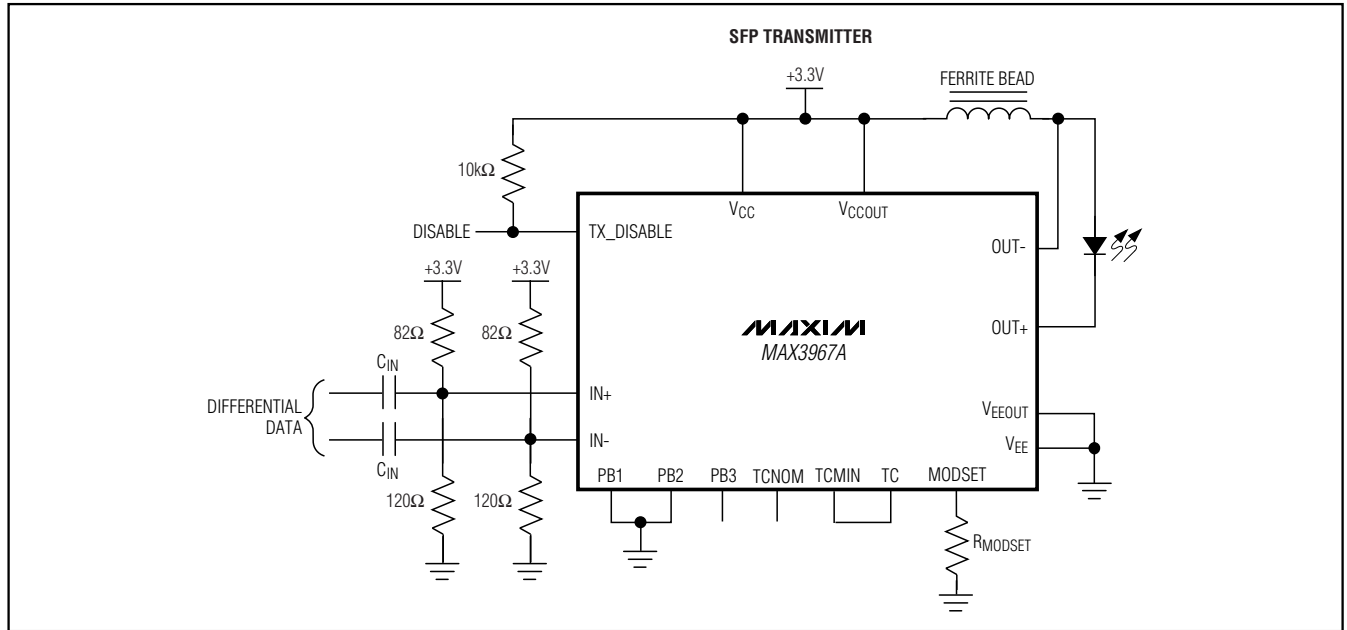 SFP TRANSMITTER
+3.3V
FERRITE BEAD
10kΩ
VCC
VCCOUT
DISABLE
TX_DISABLE
OUT-
+3.3V
+3.3V
82Ω
82Ω
MAXIM
MAX3967A
OUT+
CIN
IN+
DIFFERENTIAL
DATA
IN-
CIN
VEEOUT
VEE
PB1
PB2
PB3
TCNOM
TCMIN
TC
MODSET
120Ω
120Ω
RMODSET